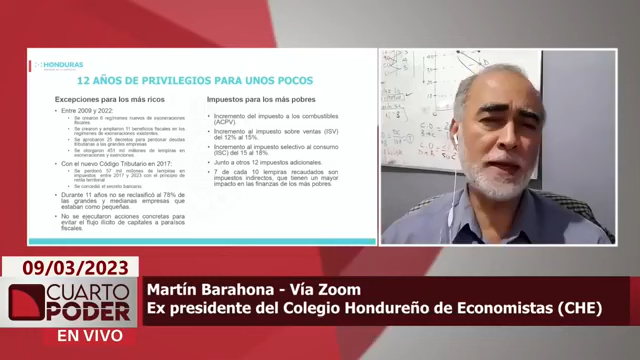 HONDURAS
12 AÑOS DE PRIVILEGIOS PARA UNOS POCOS
Excepciones para los más ricos
• Entre 2009 y 2022:
Se crearon 6 regímenes nuevos de exoneraciones
fiscales.
Se crearon y ampliaron 11 beneficios fiscales en los
regímenes de exoneraciones existentes.
Se aprobaron 25 decretos para perdonar deudas
tributarias a las grandes empresas
Se otorgaron 451 mil millones de lempiras en
exoneraciones y exenciones.
• Con el nuevo Código Tributario en 2017:
Se perdonó 57 mil millones de lempiras en
impuestos entre 2017 y 2023 con el principio de
renta territorial
Se concedió el secreto bancario.
• Durante 11 años no se reclasificó al 78% de
las grandes y medianas empresas que
estaban como pequeñas.
• No se ejecutaron acciones concretas para
evitar el flujo ilícito de capitales a paraísos
fiscales.
Impuestos para los más pobres
• Incremento del impuesto a los combustibles
(ACPV).
• Incremento al impuesto sobre ventas (ISV)
del 12% al 15%.
• Incremento al impuesto selectivo al consumo
(ISC) del 15 al 18%.
• Junto a otros 12 impuestos adicionales.
• 7 de cada 10 lempiras recaudados son
impuestos indirectos, que tienen un mayor
impacto en las finanzas de los más pobres.
09/03/2023
CUARTO
PODER
EN VIVO
Martín Barahona - Vía Zoom
Ex presidente del Colegio Hondureño de Economistas (CHE)